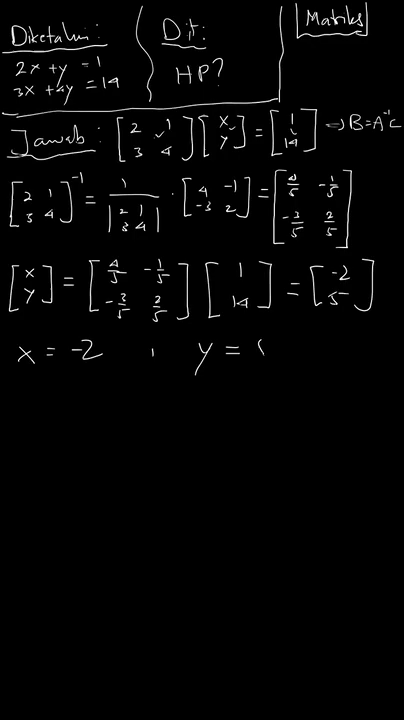 Diketahui:
2x + y = 1
3x + 4y = 14
Dit:
HP?
Matriks
Jawab: [2 1; 3 4] [x; y] = [1; 14] → B = A⁻¹C
[2 1; 3 4]⁻¹ = 1/|2 1; 3 4| · [4 -1; -3 2] = [4/5 -1/5; -3/5 2/5]
[x; y] = [4/5 -1/5; -3/5 2/5] [1; 14] = [-2; 5]
x = -2 , y =